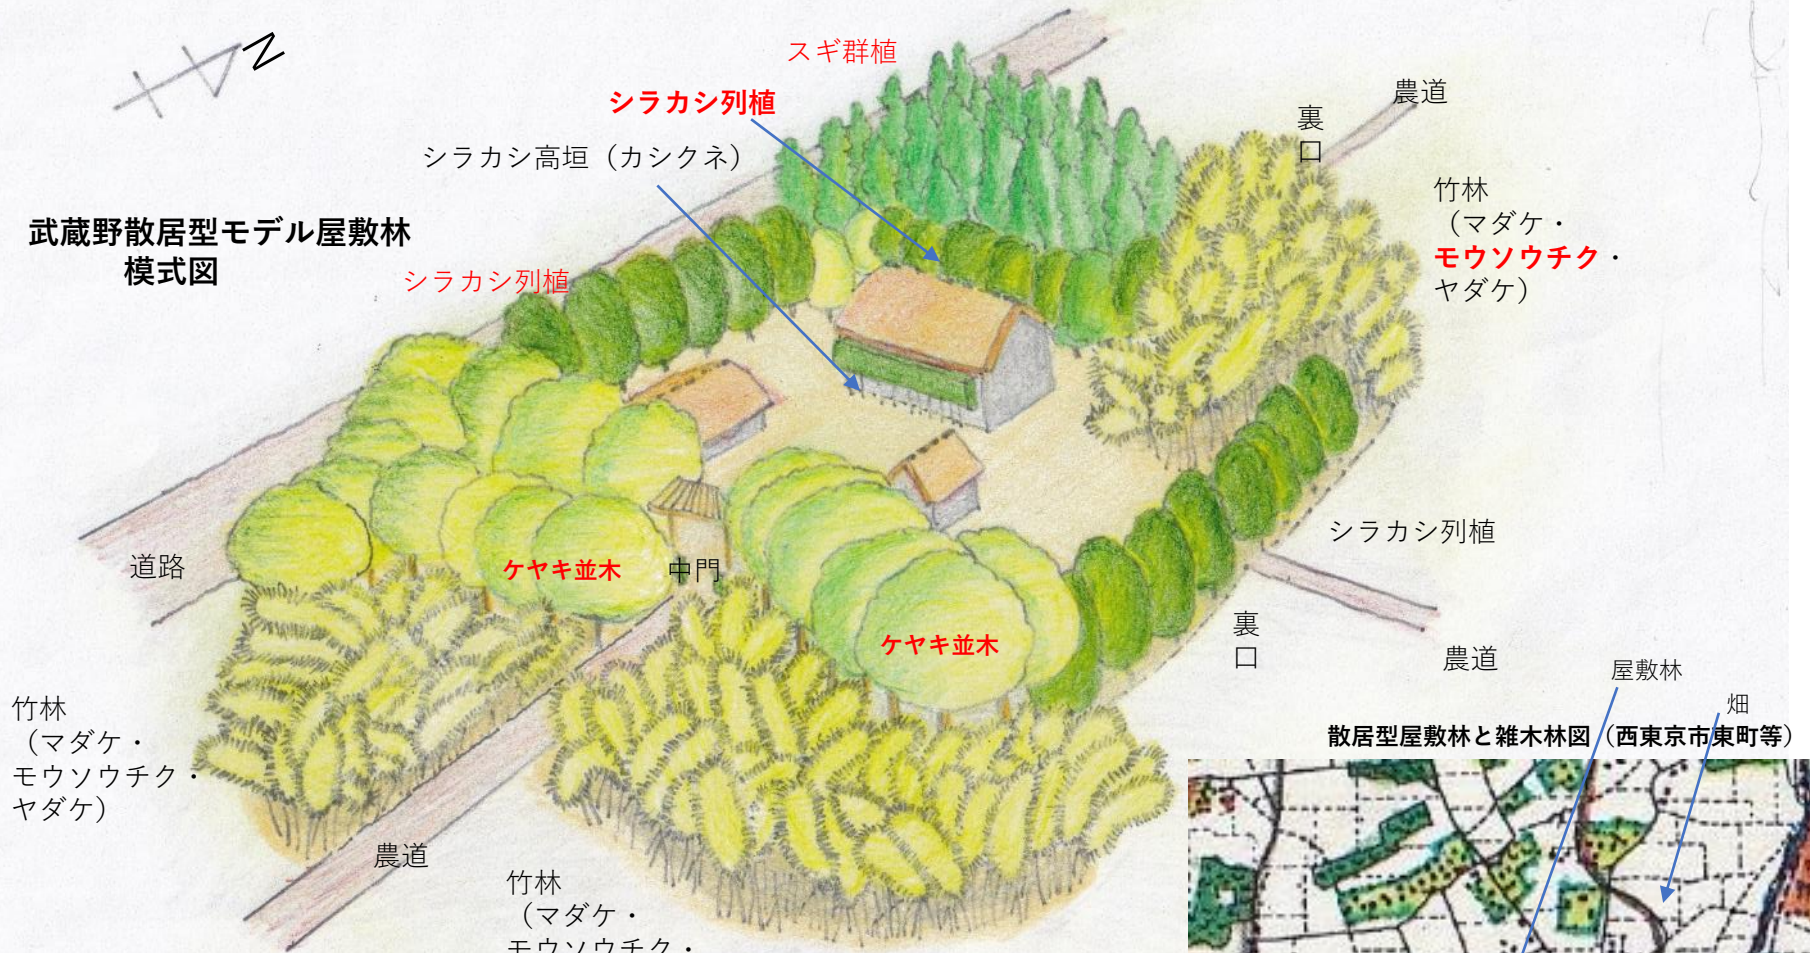 N
スギ群植
シラカシ列植
シラカシ高垣（カシクネ）
農道
裏口
竹林
（マダケ・
モウソウチク・
ヤダケ）
武蔵野散居型モデル屋敷林
模式図
シラカシ列植
シラカシ列植
道路
ケヤキ並木
中門
ケヤキ並木
裏口
農道
屋敷林
畑
散居型屋敷林と雑木林図（西東京市東町等）
竹林
（マダケ・
モウソウチク・
ヤダケ）
農道
竹林
（マダケ・
モウソウチク・